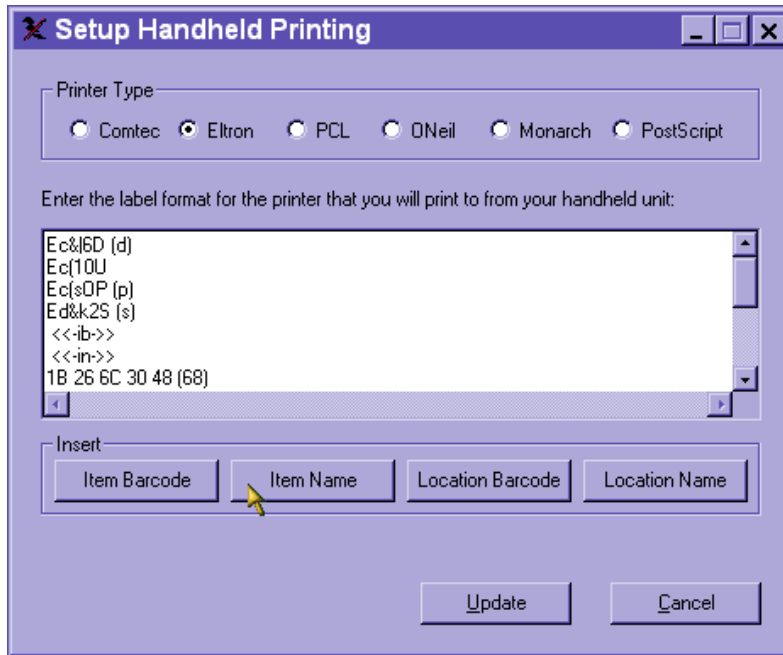 Setup Handheld Printing
Printer Type
Comtec Eltron PCL ONeil Monarch PostScript
Enter the label format for the printer that you will print to from your handheld unit:
Ec&|6D (d)
Ec(10U
Ec(s0P (p)
Ed&k2S (s)
<<-ib->>
<<-in->>
1B 26 6C 30 48 (68)
Insert
Item Barcode Item Name Location Barcode Location Name
Update Cancel